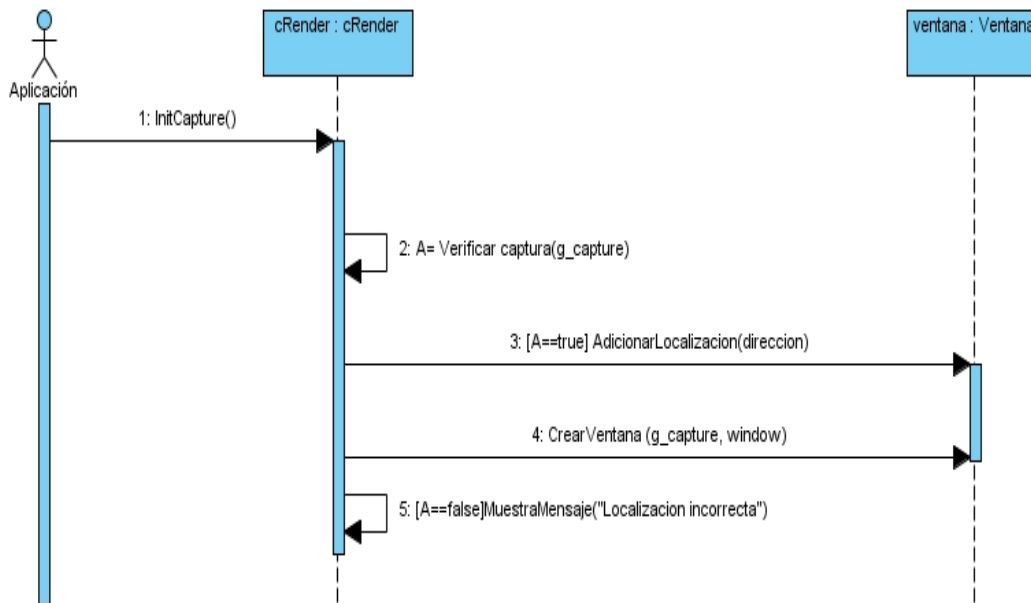 cRender : cRender
ventana : Ventana
Aplicación
1: InitCapture()
2: A= Verificar captura(g_capture)
3: [A==true] AdicionarLocalizacion(direccion)
4: CrearVentana (g_capture, window)
5: [A==false]MuestraMensaje("Localizacion incorrecta")